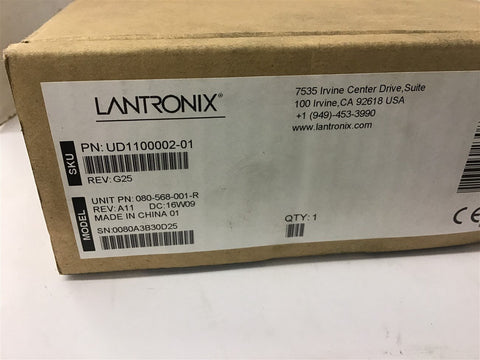 LANTRONIX®
7535 Irvine Center Drive,Suite
100 Irvine,CA 92618 USA
+1 (949)-453-3990
www.lantronix.com
SKU
PN: UD1100002-01
REV: G25
MODEL
UNIT PN: 080-568-001-R
REV: A11 DC:16W09
MADE IN CHINA 01
SN:0080A3B30D25
QTY: 1
CE